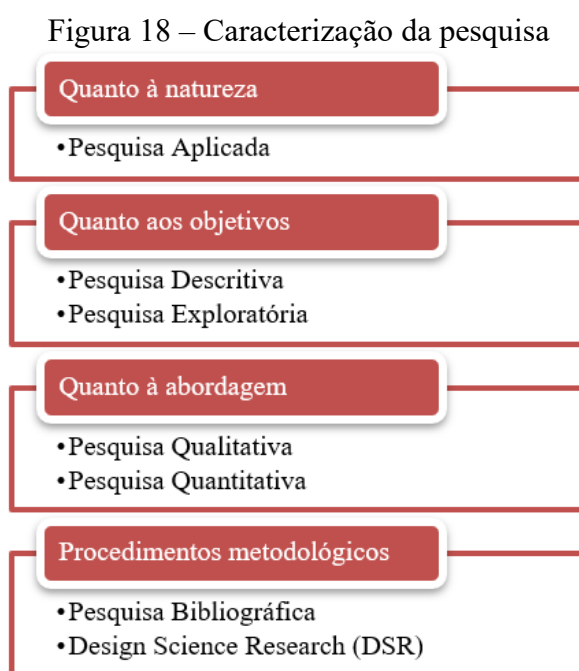 Figura 18 – Caracterização da pesquisa
Quanto à natureza
•Pesquisa Aplicada
Quanto aos objetivos
•Pesquisa Descritiva
•Pesquisa Exploratória
Quanto à abordagem
•Pesquisa Qualitativa
•Pesquisa Quantitativa
Procedimentos metodológicos
•Pesquisa Bibliográfica
•Design Science Research (DSR)